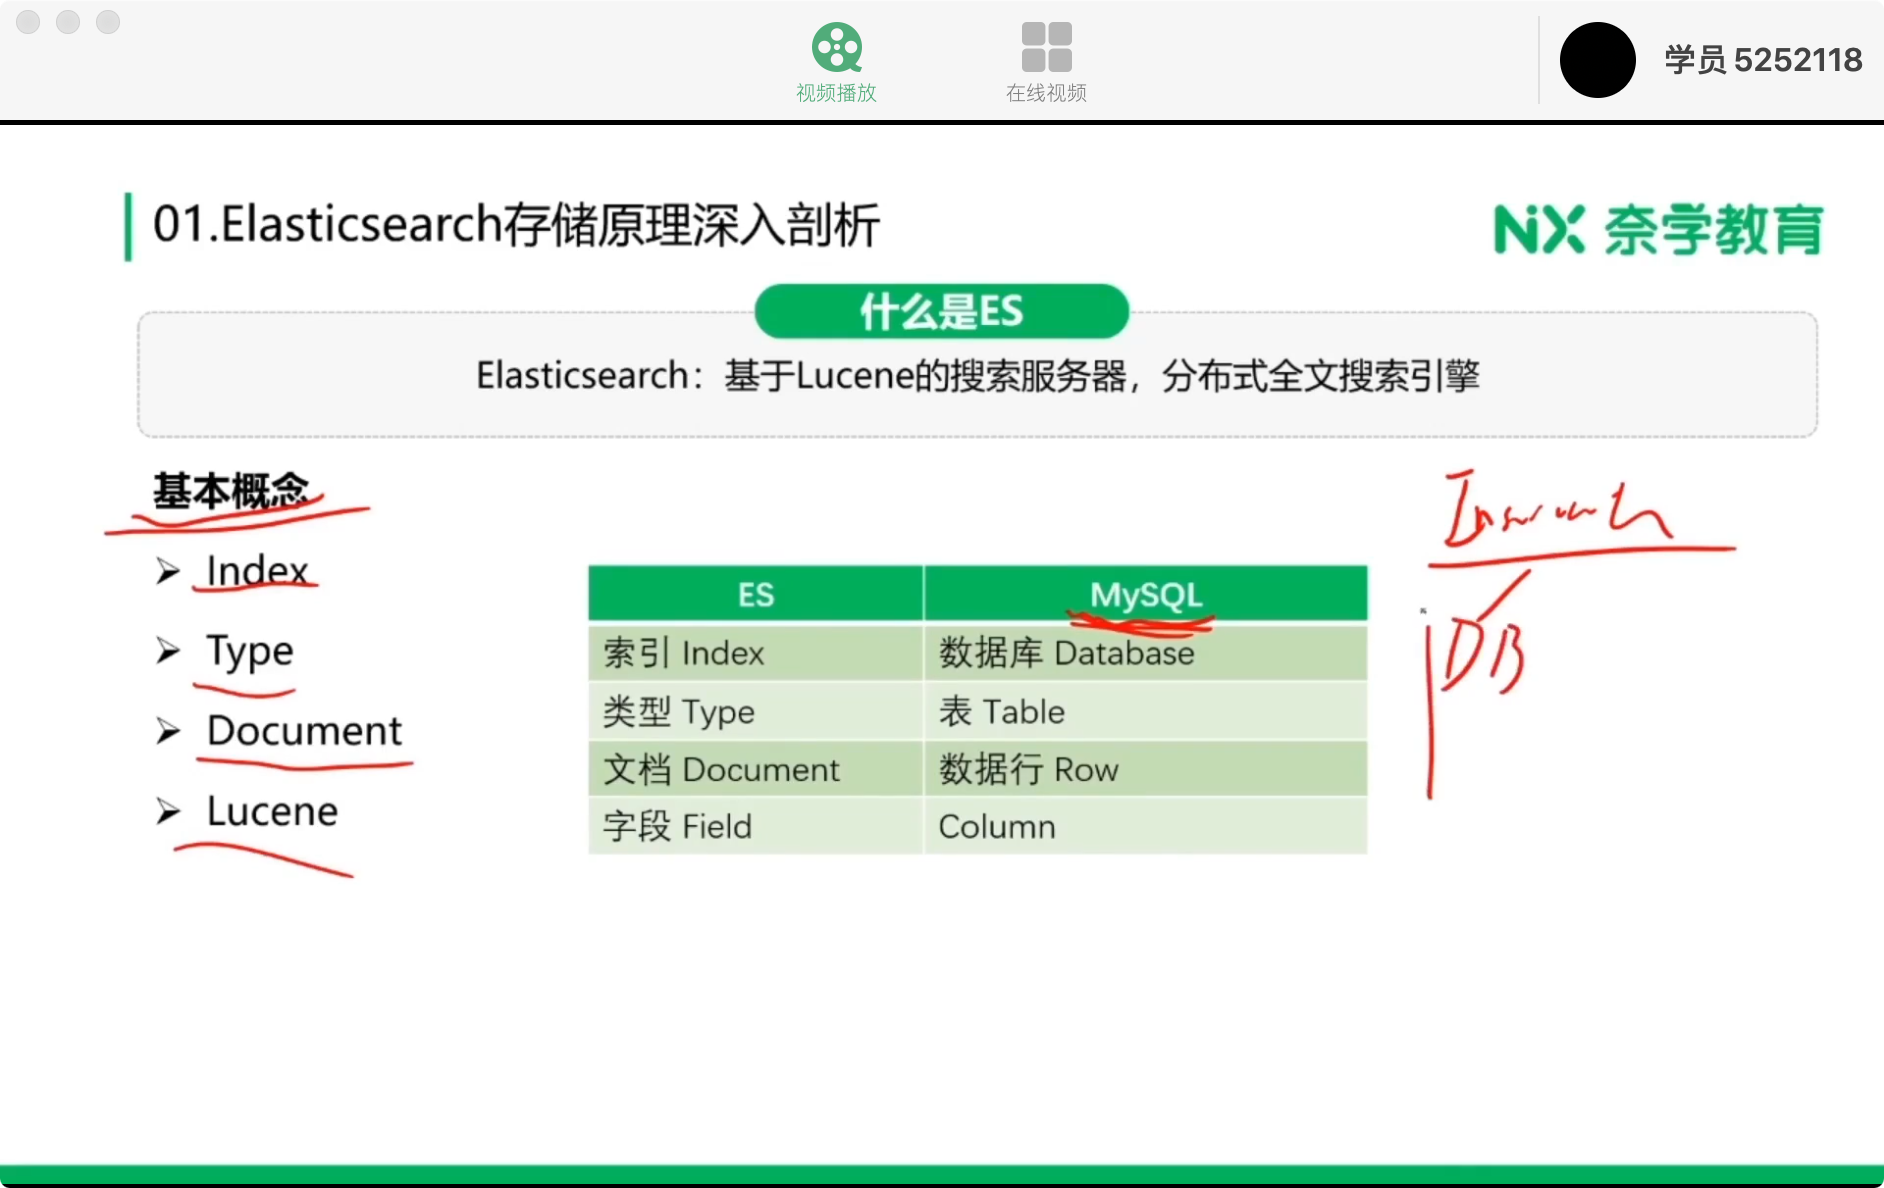 视频播放
在线视频
学员 5252118
01.Elasticsearch存储原理深入剖析
NX 奈学教育
什么是ES
Elasticsearch：基于Lucene的搜索服务器，分布式全文搜索引擎
基本概念
➢ Index
➢ Type
➢ Document
➢ Lucene
ES MySQL
索引 Index 数据库 Database
类型 Type 表 Table
文档 Document 数据行 Row
字段 Field Column
DB